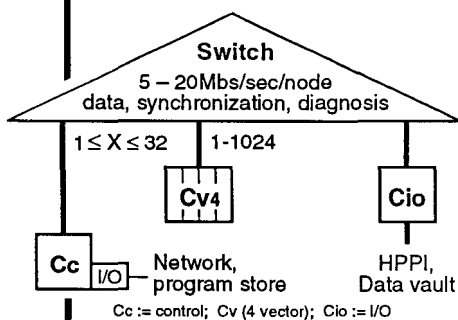 Switch
5 – 20Mbs/sec/node
data, synchronization, diagnosis
1 ≤ X ≤ 32
1-1024
Cv4
Cio
Cc
I/O
Network,
program store
HPPI,
Data vault
Cc := control; Cv (4 vector); Cio := I/O